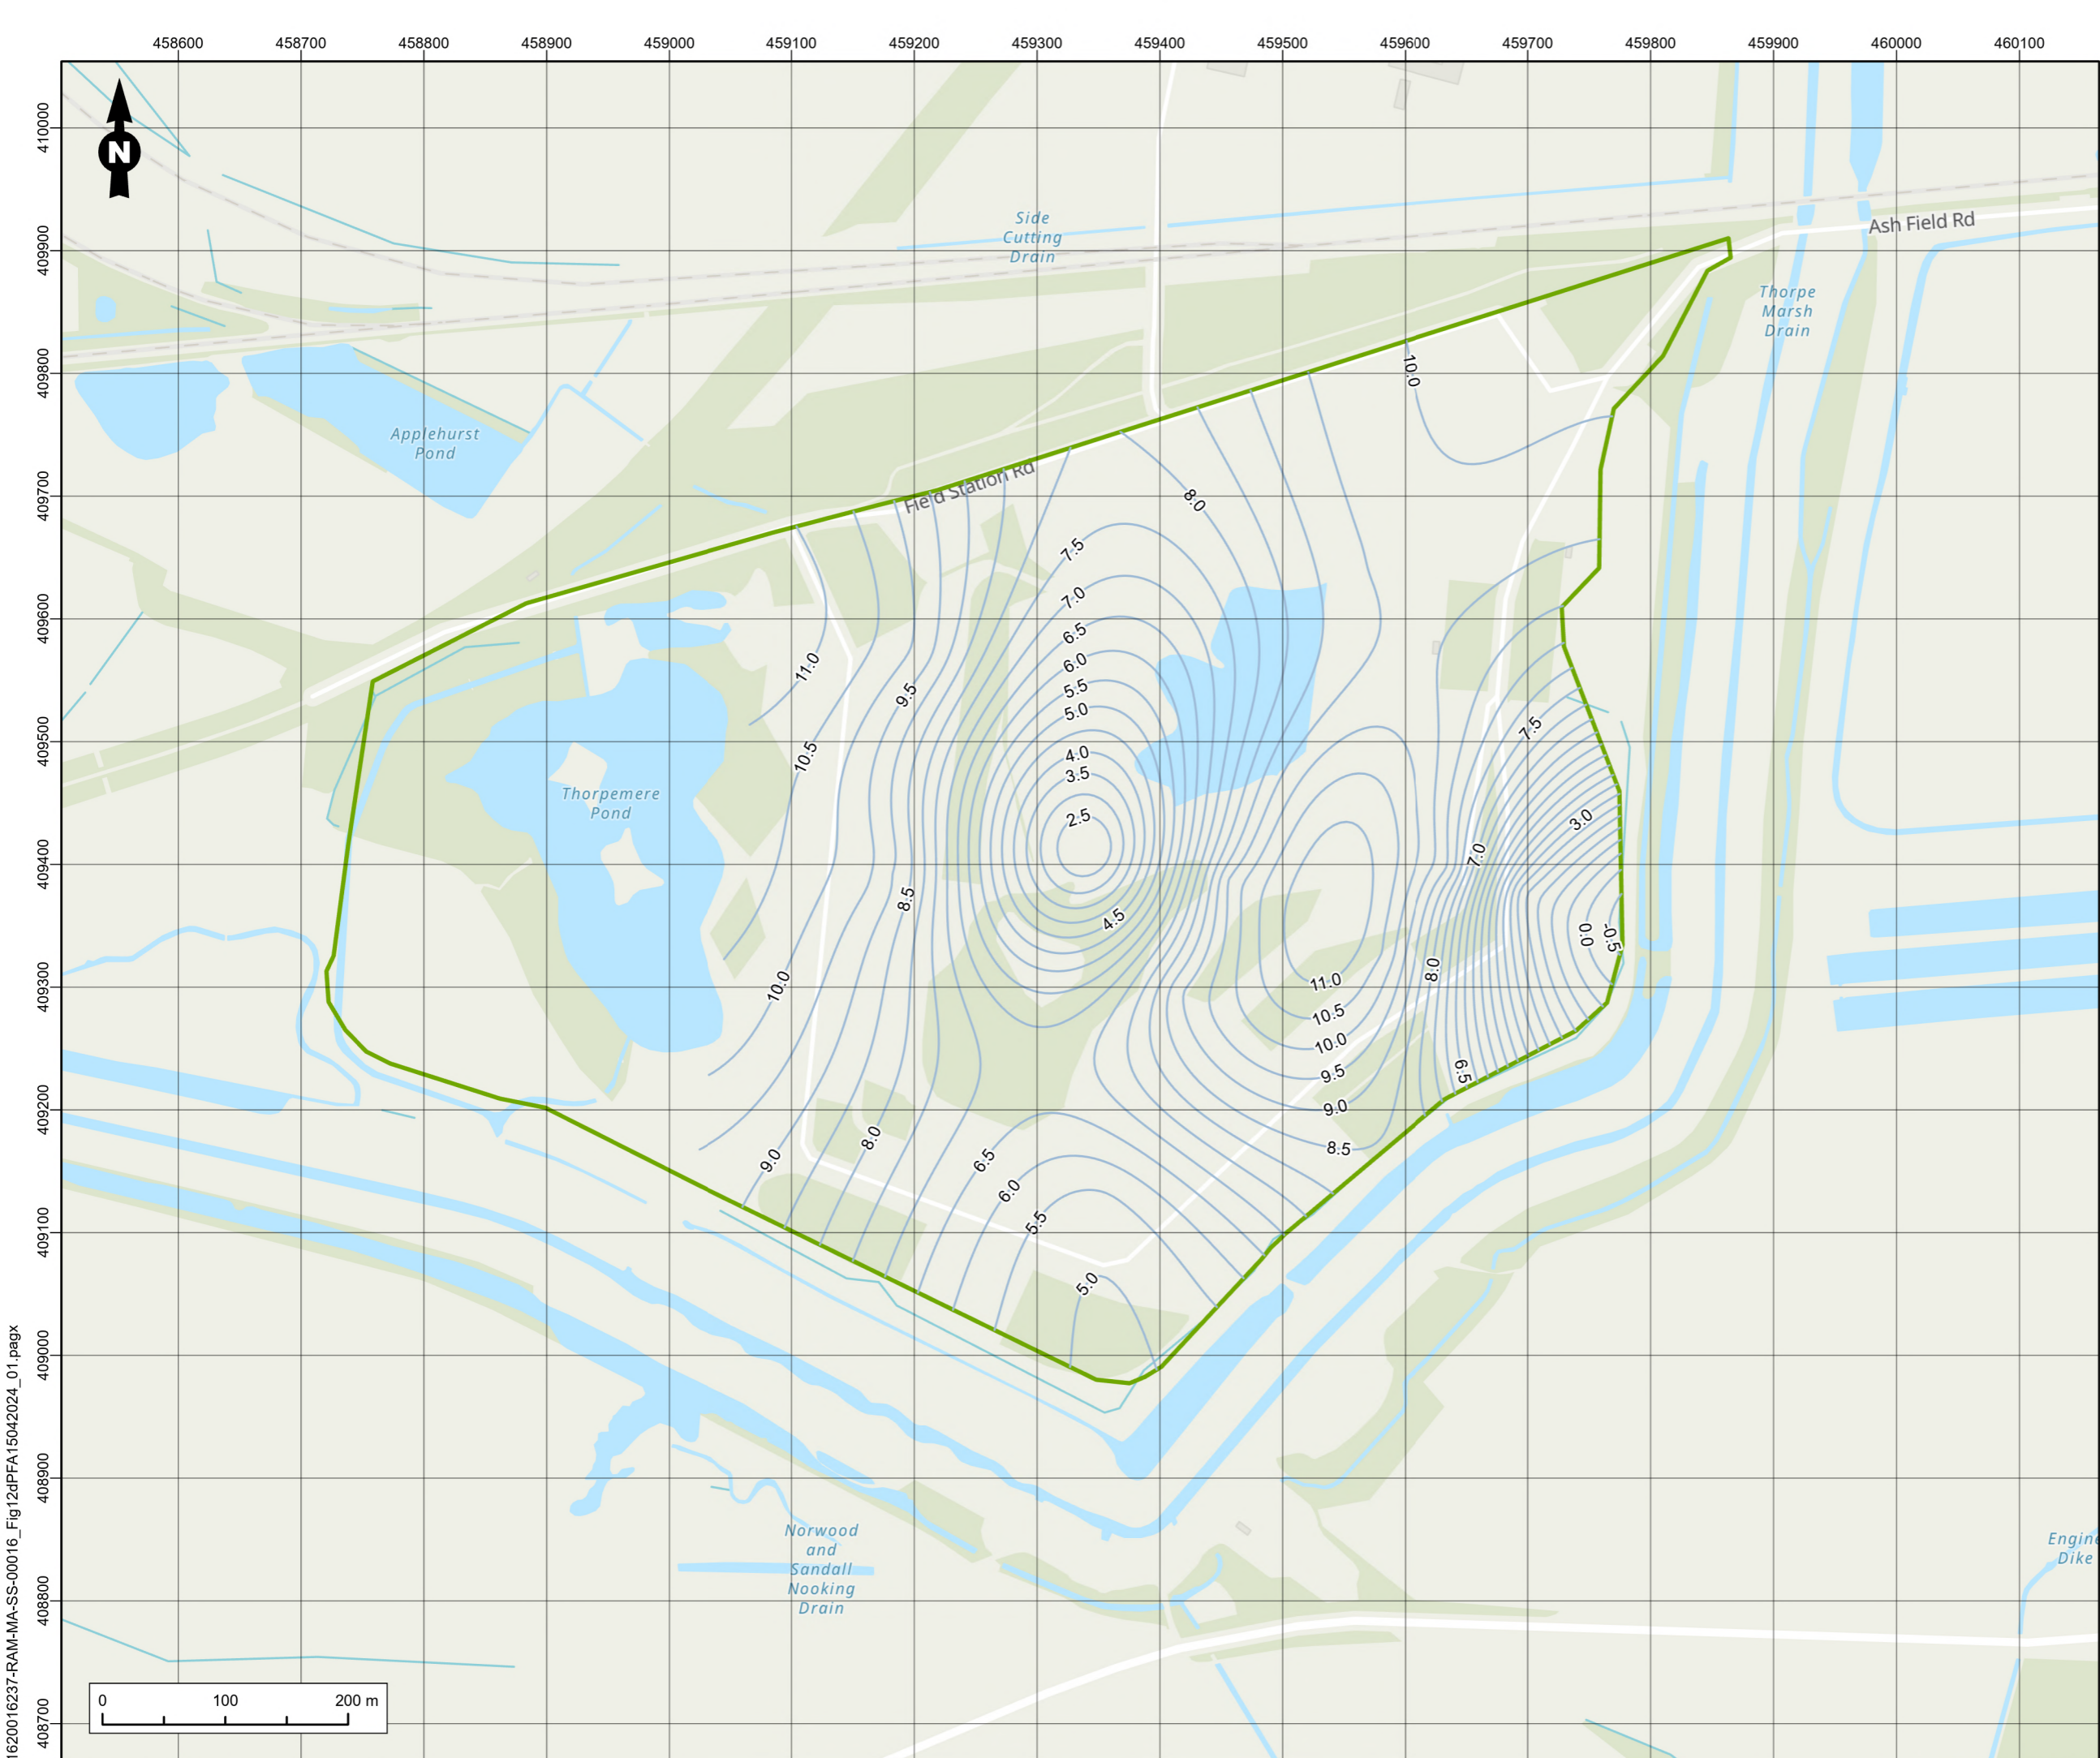 458600 458700 458800 458900 459000 459100 459200 459300 459400 459500 459600 459700 459800 459900 460000 460100
410000
409900
409800
409700
409600
409500
409400
409300
409200
409100
409000
408900
408800
408700
N
Side
Cutting
Drain
Ash Field Rd
Thorpe
Marsh
Drain
Applehurst
Pond
Field Station Rd
Thorpemere
Pond
10.0
8.0
7.5
7.0
6.5
6.0
5.5
5.0
4.0
3.5
2.5
4.5
11.0
10.5
9.5
8.5
10.0
9.0
8.0
6.5
6.0
5.5
5.0
7.5
3.0
7.0
0.0
-0.5
8.0
6.5
11.0
10.5
10.0
9.5
9.0
8.5
Norwood
and
Sandall
Nooking
Drain
Engine
Dike
0 100 200 m
1620016237-RAM-MA-SS-00016_Fig12dPFA15042024_01.pagx